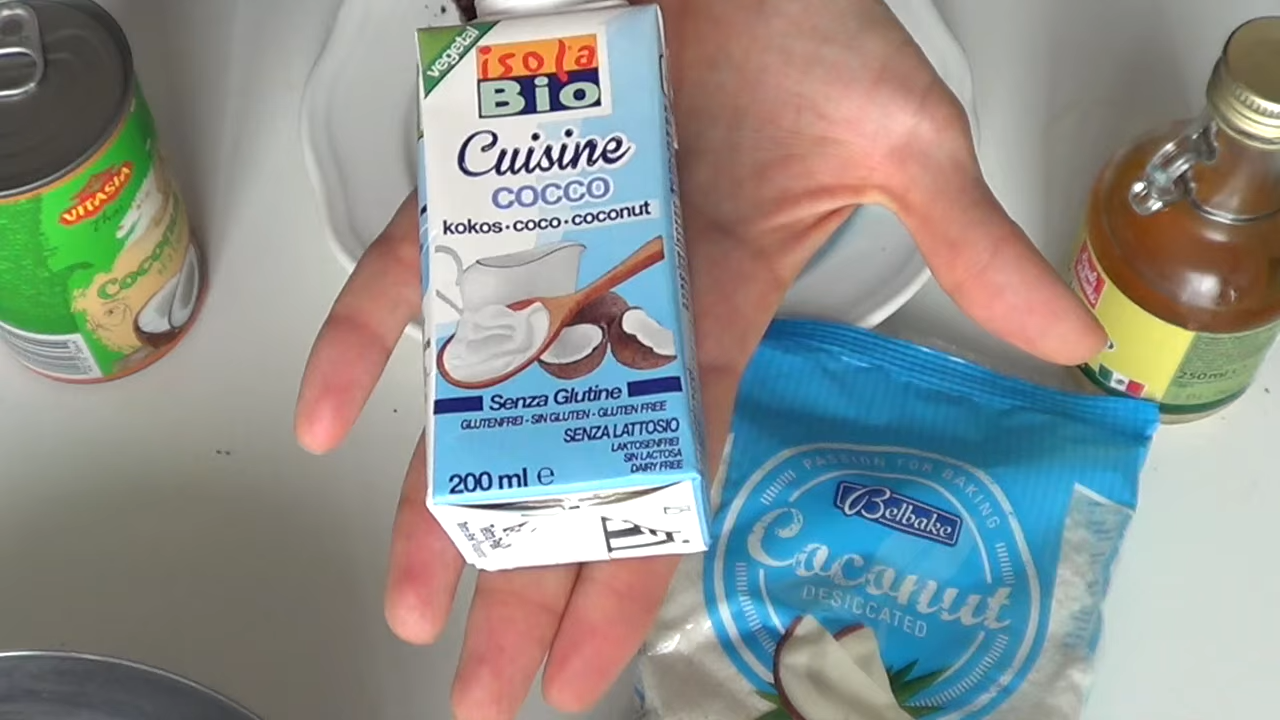 vegetal
isola
Bio
Cuisine
COCCO
kokos•coco•coconut
Senza Glutine
GLUTENFREI - SIN GLUTEN - GLUTEN FREE
SENZA LATTOSIO
LAKTOSENFREI
SIN LACTOSA
DAIRY FREE
200 ml e
VITASIA
PASSION FOR BAKING
Belbake
Coconut
DESICCATED
250ml